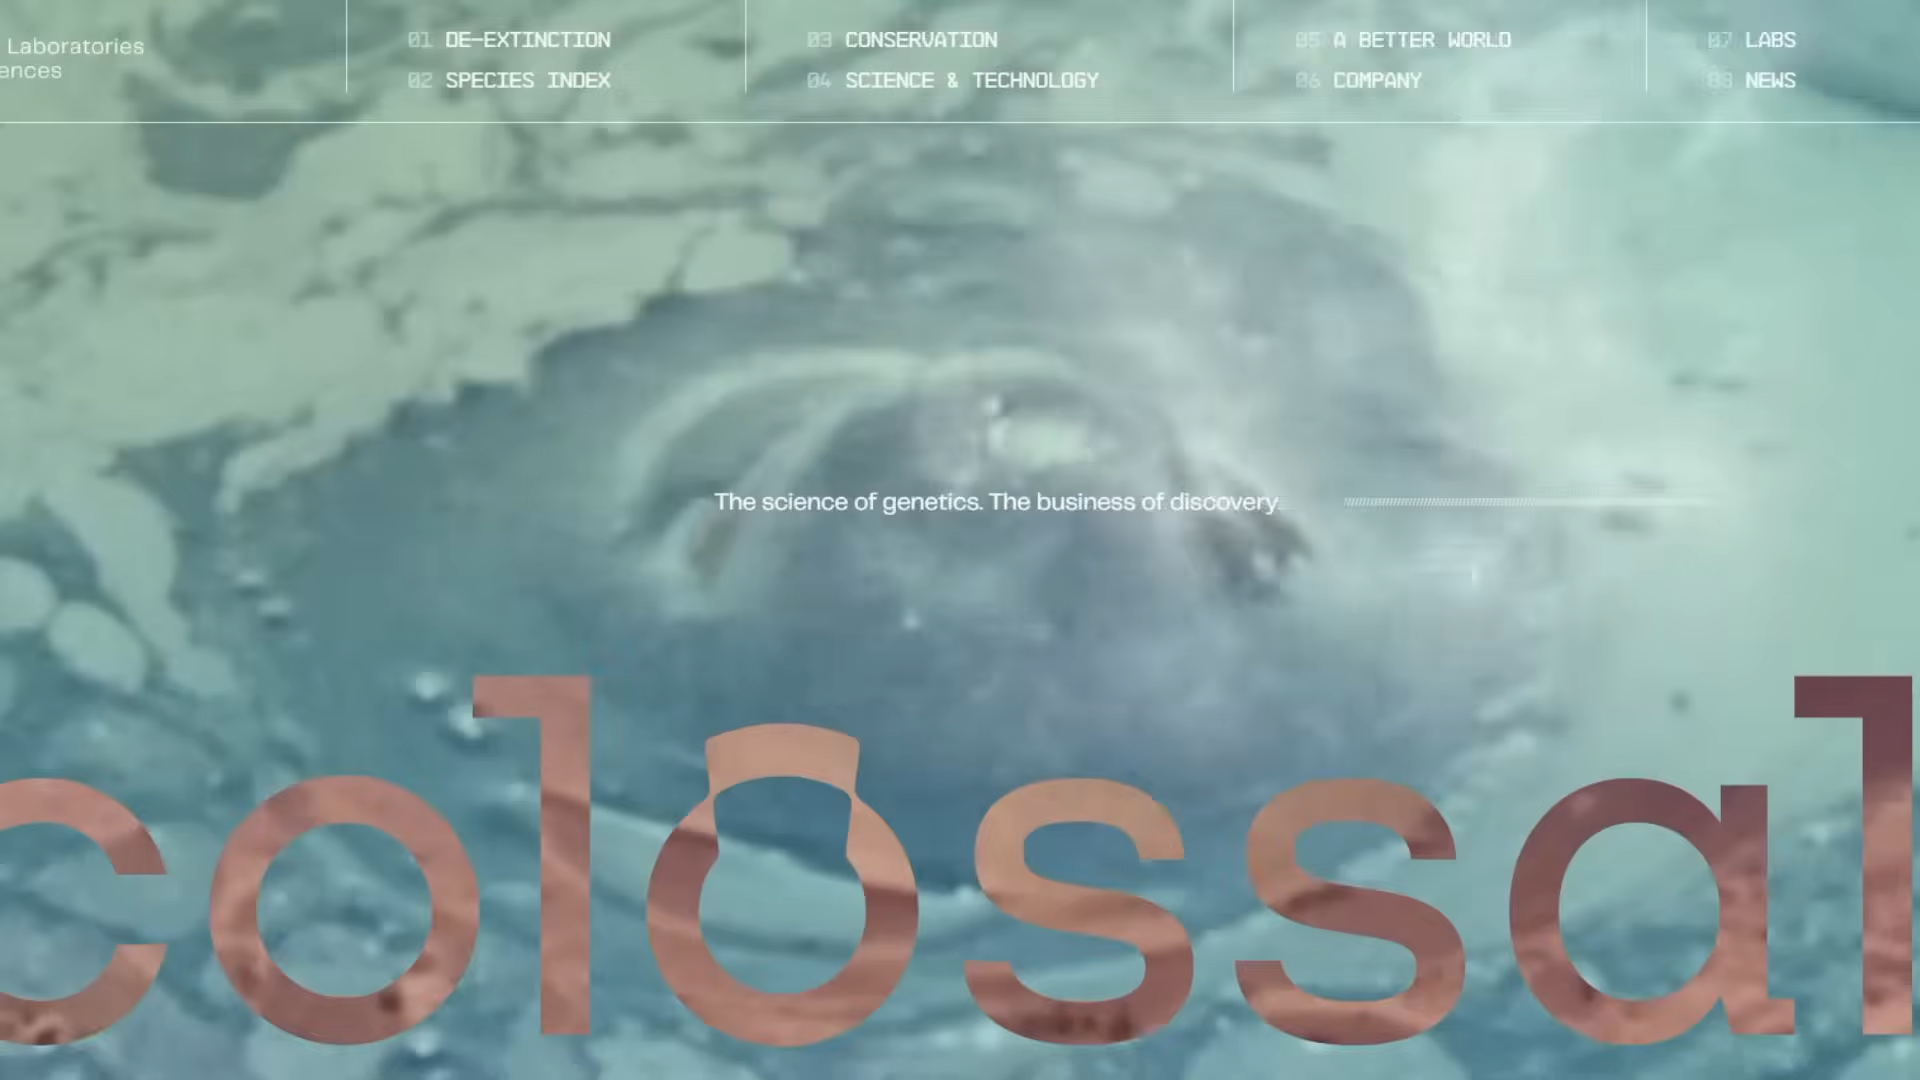 Laboratories
ences
01 DE-EXTINCTION
02 SPECIES INDEX
03 CONSERVATION
04 SCIENCE & TECHNOLOGY
05 A BETTER WORLD
06 COMPANY
07 LABS
08 NEWS
The science of genetics. The business of discovery.
colossal